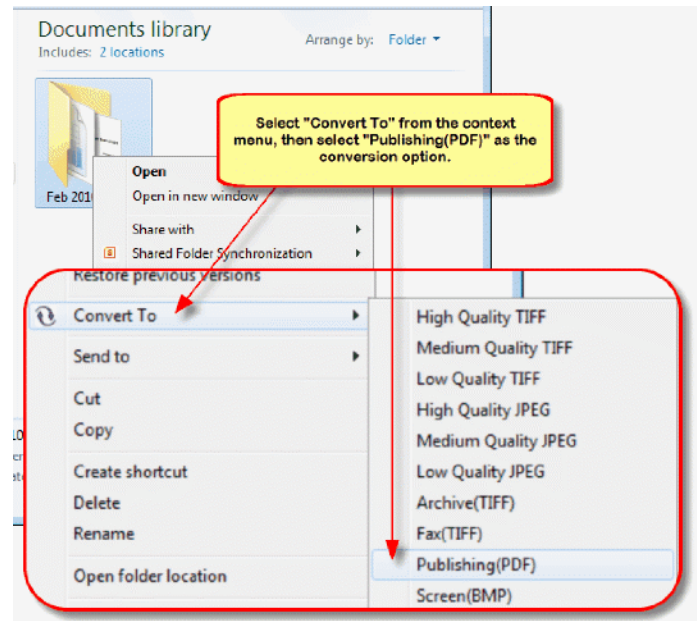 Documents library
Includes: 2 locations
Arrange by: Folder
Select "Convert To" from the context
menu, then select "Publishing(PDF)" as the
conversion option.
Feb 201
Open
Open in new window
Share with
Shared Folder Synchronization
Restore previous versions
Convert To
Send to
Cut
Copy
Create shortcut
Delete
Rename
Open folder location
High Quality TIFF
Medium Quality TIFF
Low Quality TIFF
High Quality JPEG
Medium Quality JPEG
Low Quality JPEG
Archive(TIFF)
Fax(TIFF)
Publishing(PDF)
Screen(BMP)